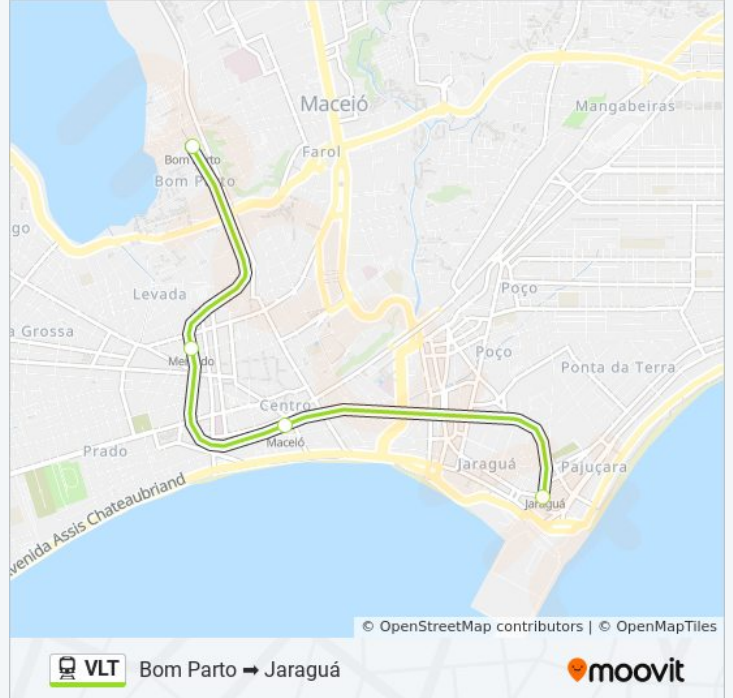 Maceió
Mangabeiras
Farol
Bom Parto
Bom Parto
go
Levada
Poço
a Grossa
Poço
Mercado
Ponta da Terra
Centro
Maceió
Prado
Jaraguá
Pajuçara
Avenida Assis Chateaubriand
Jaraguá
© OpenStreetMap contributors | © OpenMapTiles
VLT Bom Parto ➡ Jaraguá
moovit